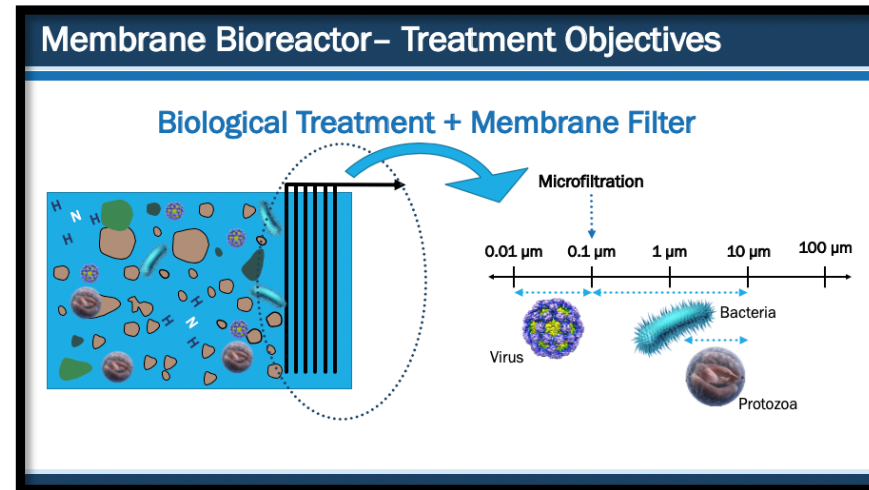 Membrane Bioreactor– Treatment Objectives
Biological Treatment + Membrane Filter
Microfiltration
0.01 µm 0.1 µm 1 µm 10 µm 100 µm
H
N
H
H
Bacteria
Virus
Protozoa
H
H
N
H